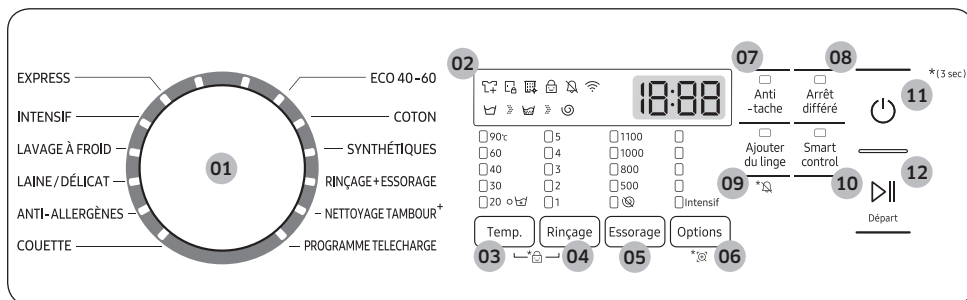 EXPRESS
INTENSIF
LAVAGE À FROID
LAINE/DÉLICAT
ANTI-ALLERGÈNES
COUETTE
01
ECO 40-60
COTON
SYNTHÉTIQUES
RINÇAGE+ESSORAGE
NETTOYAGE TAMBOUR+
PROGRAMME TELECHARGE
02
18:88
90°c 5 1100
60 4 1000
40 3 800
30 2 500
20 1 Intensif
Temp. Rinçage Essorage Options
03 * 04 05 * 06
07 08
Anti
-tache
Arrêt
différé
Ajouter
du linge
Smart
control
09 * 10
*(3 sec)
11
12
Départ